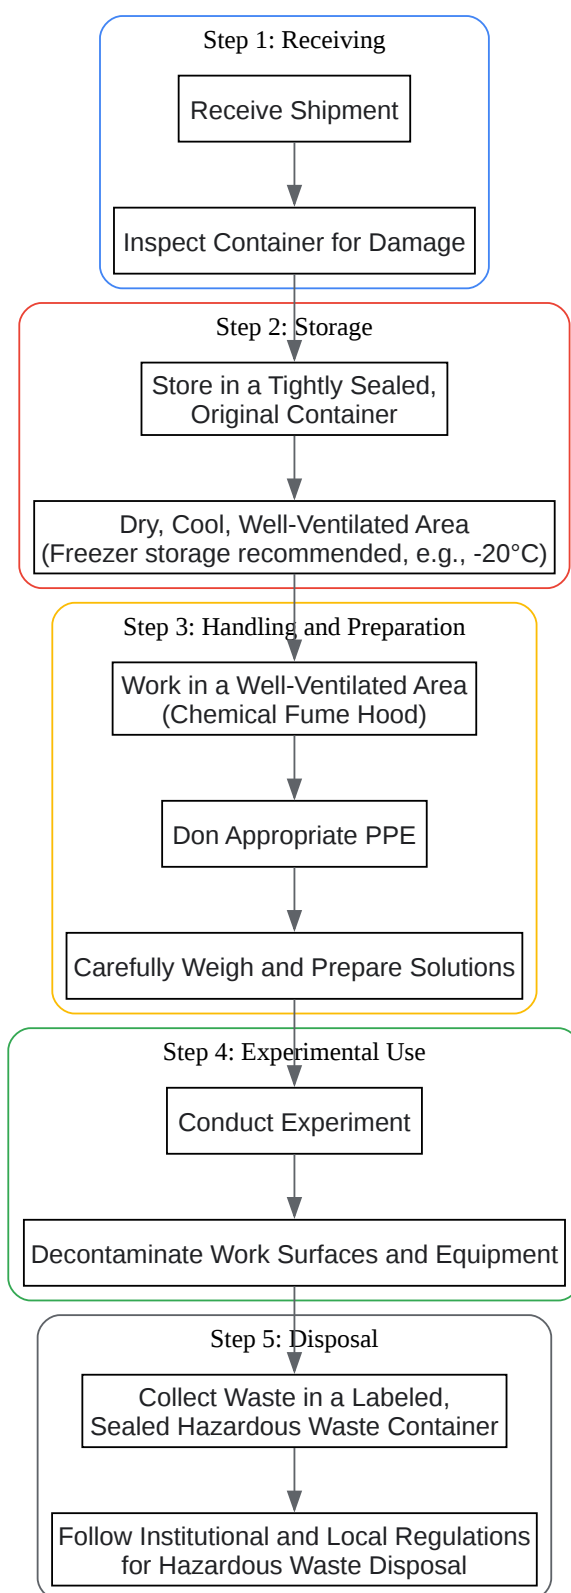 Step 1: Receiving
Receive Shipment
Inspect Container for Damage
Step 2: Storage
Store in a Tightly Sealed,
Original Container
Dry, Cool, Well-Ventilated Area
(Freezer storage recommended, e.g., -20°C)
Step 3: Handling and Preparation
Work in a Well-Ventilated Area
(Chemical Fume Hood)
Don Appropriate PPE
Carefully Weigh and Prepare Solutions
Step 4: Experimental Use
Conduct Experiment
Decontaminate Work Surfaces and Equipment
Step 5: Disposal
Collect Waste in a Labeled,
Sealed Hazardous Waste Container
Follow Institutional and Local Regulations
for Hazardous Waste Disposal